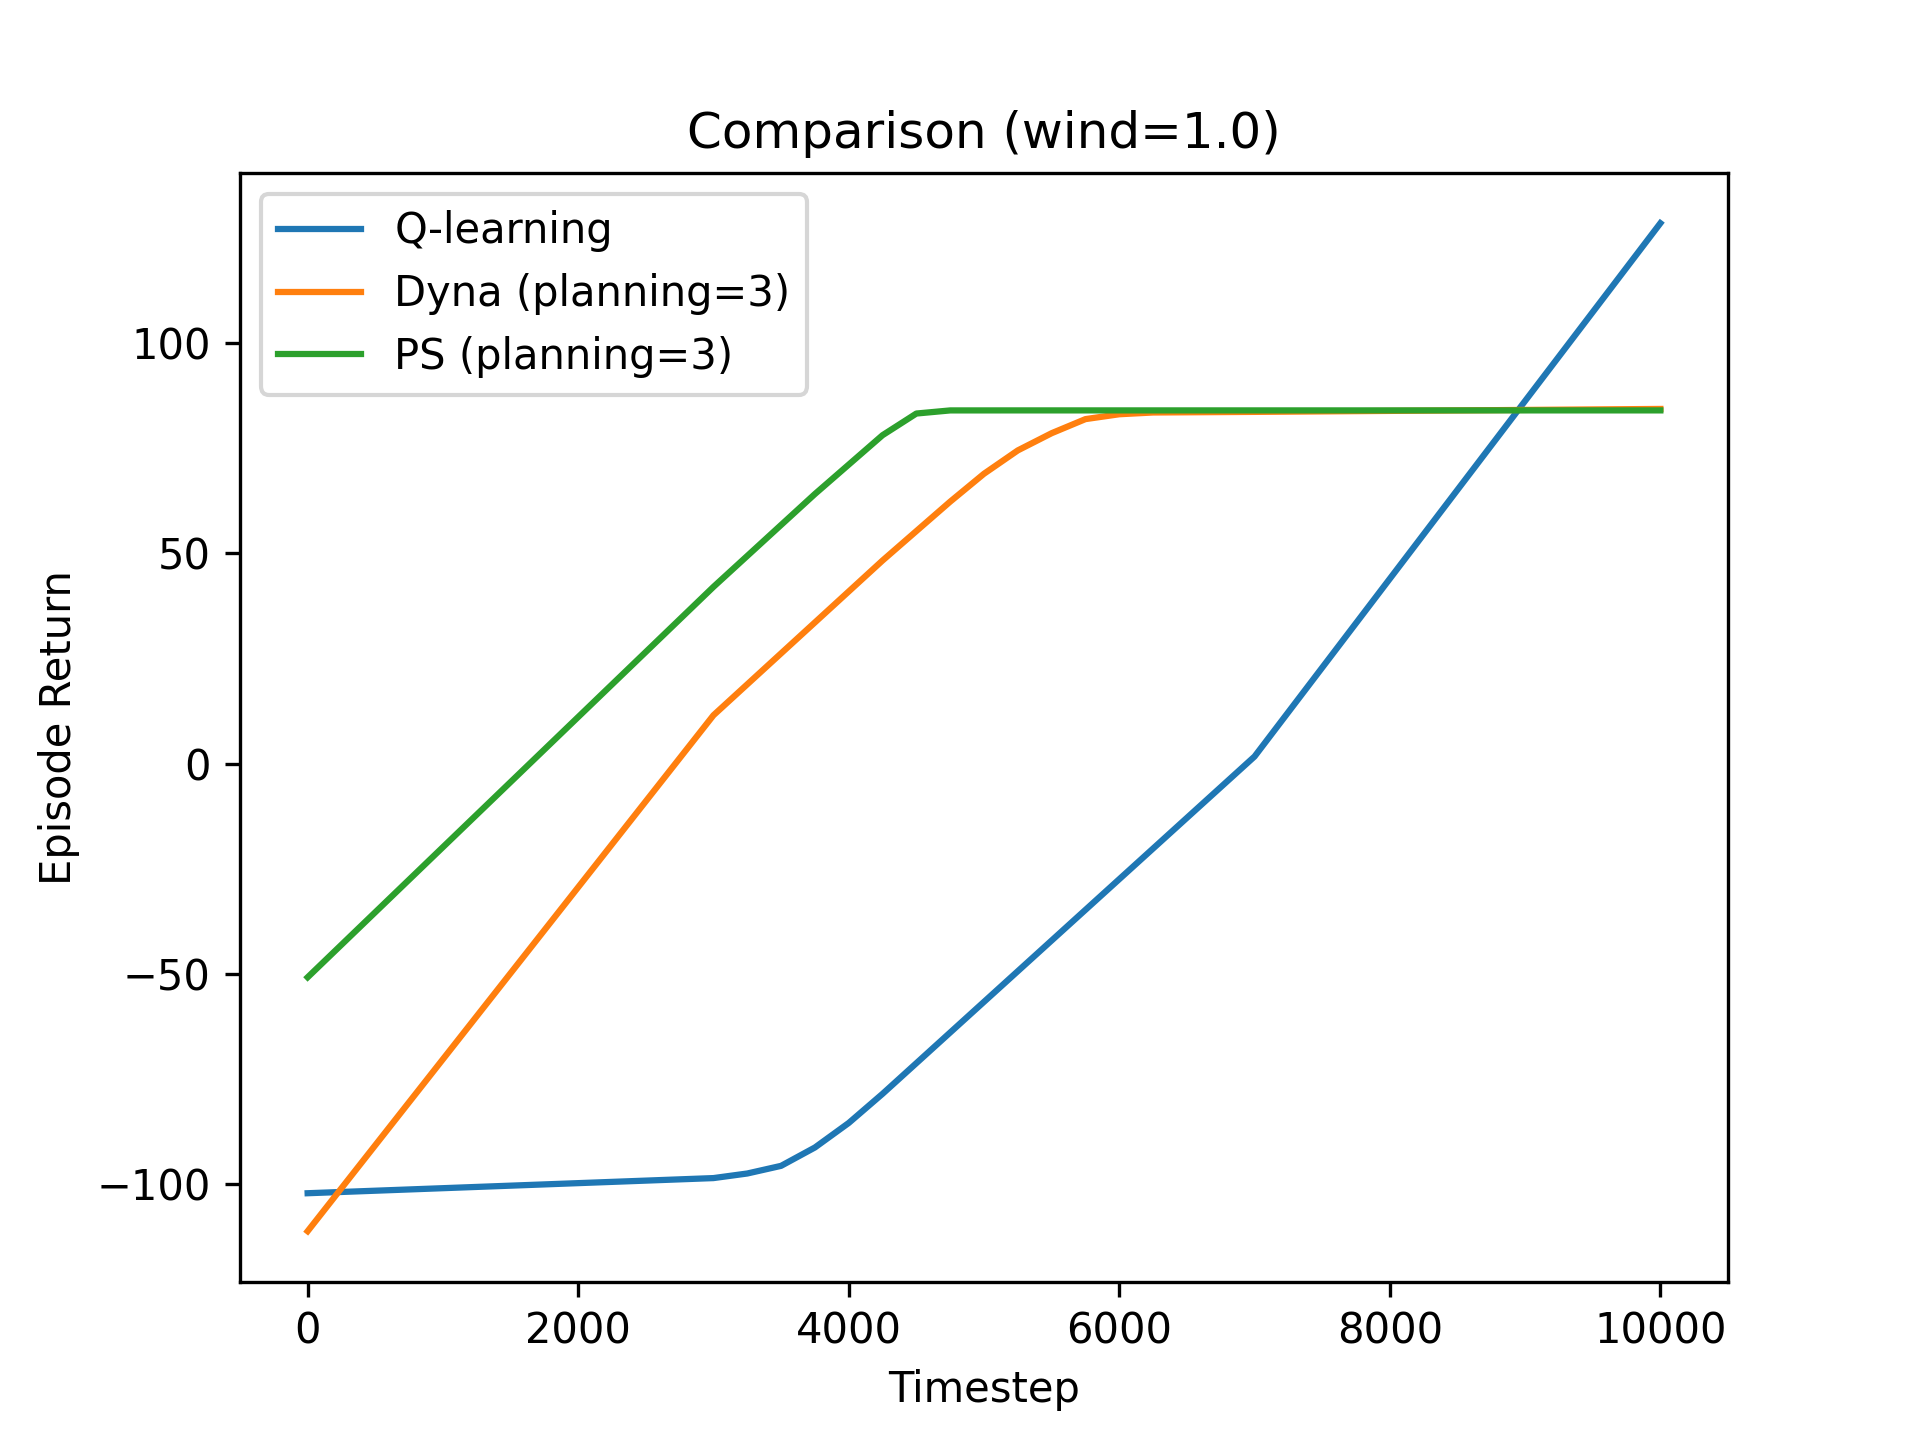 Comparison (wind=1.0)
Q-learning
Dyna (planning=3)
PS (planning=3)
100
50
0
−50
−100
Episode Return
0 2000 4000 6000 8000 10000
Timestep